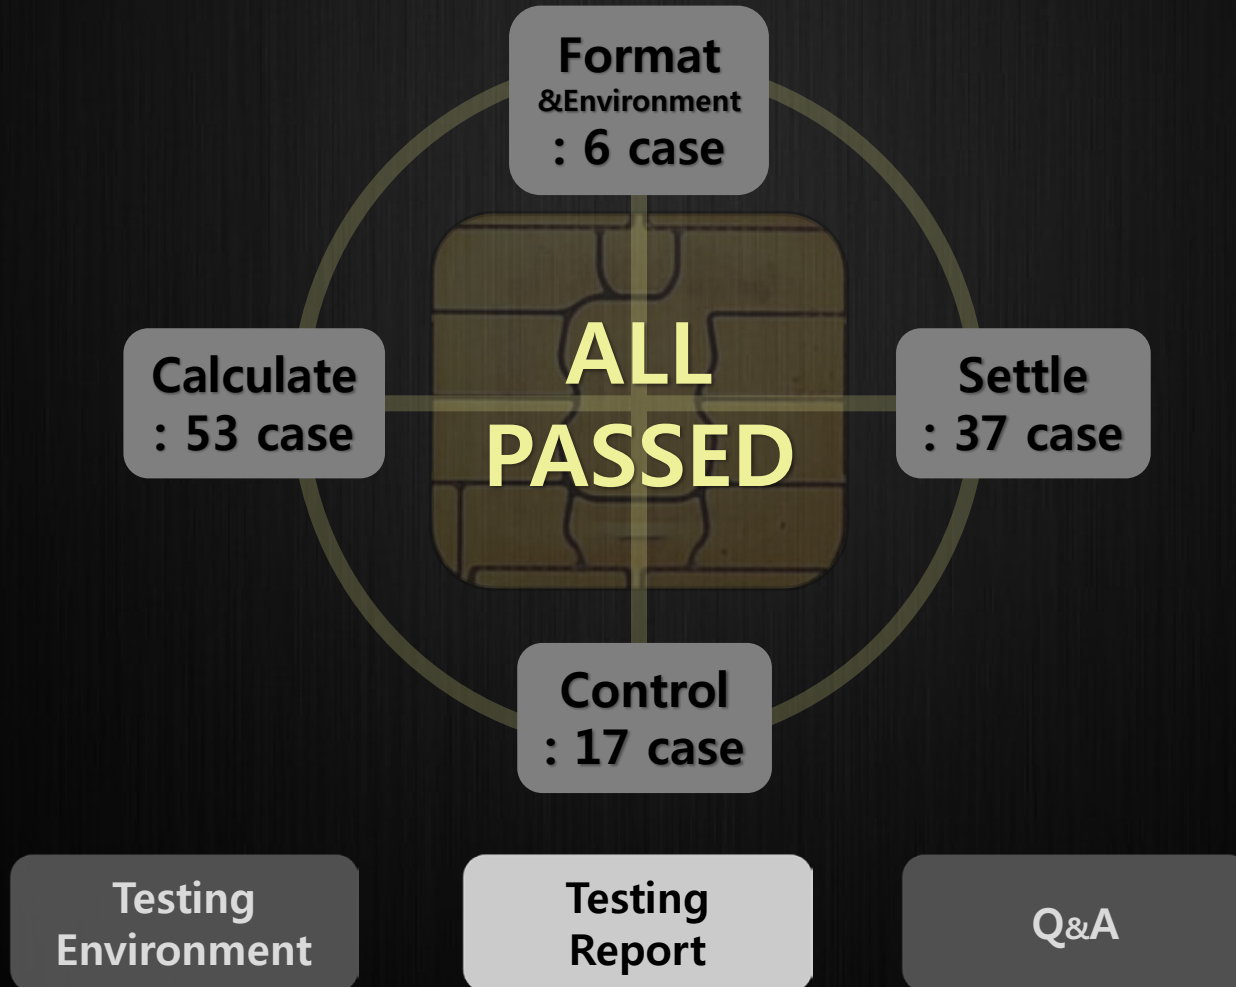 Format
&Environment
: 6 case
Calculate
: 53 case
ALL
PASSED
Settle
: 37 case
Control
: 17 case
Testing
Environment
Testing
Report
Q&A